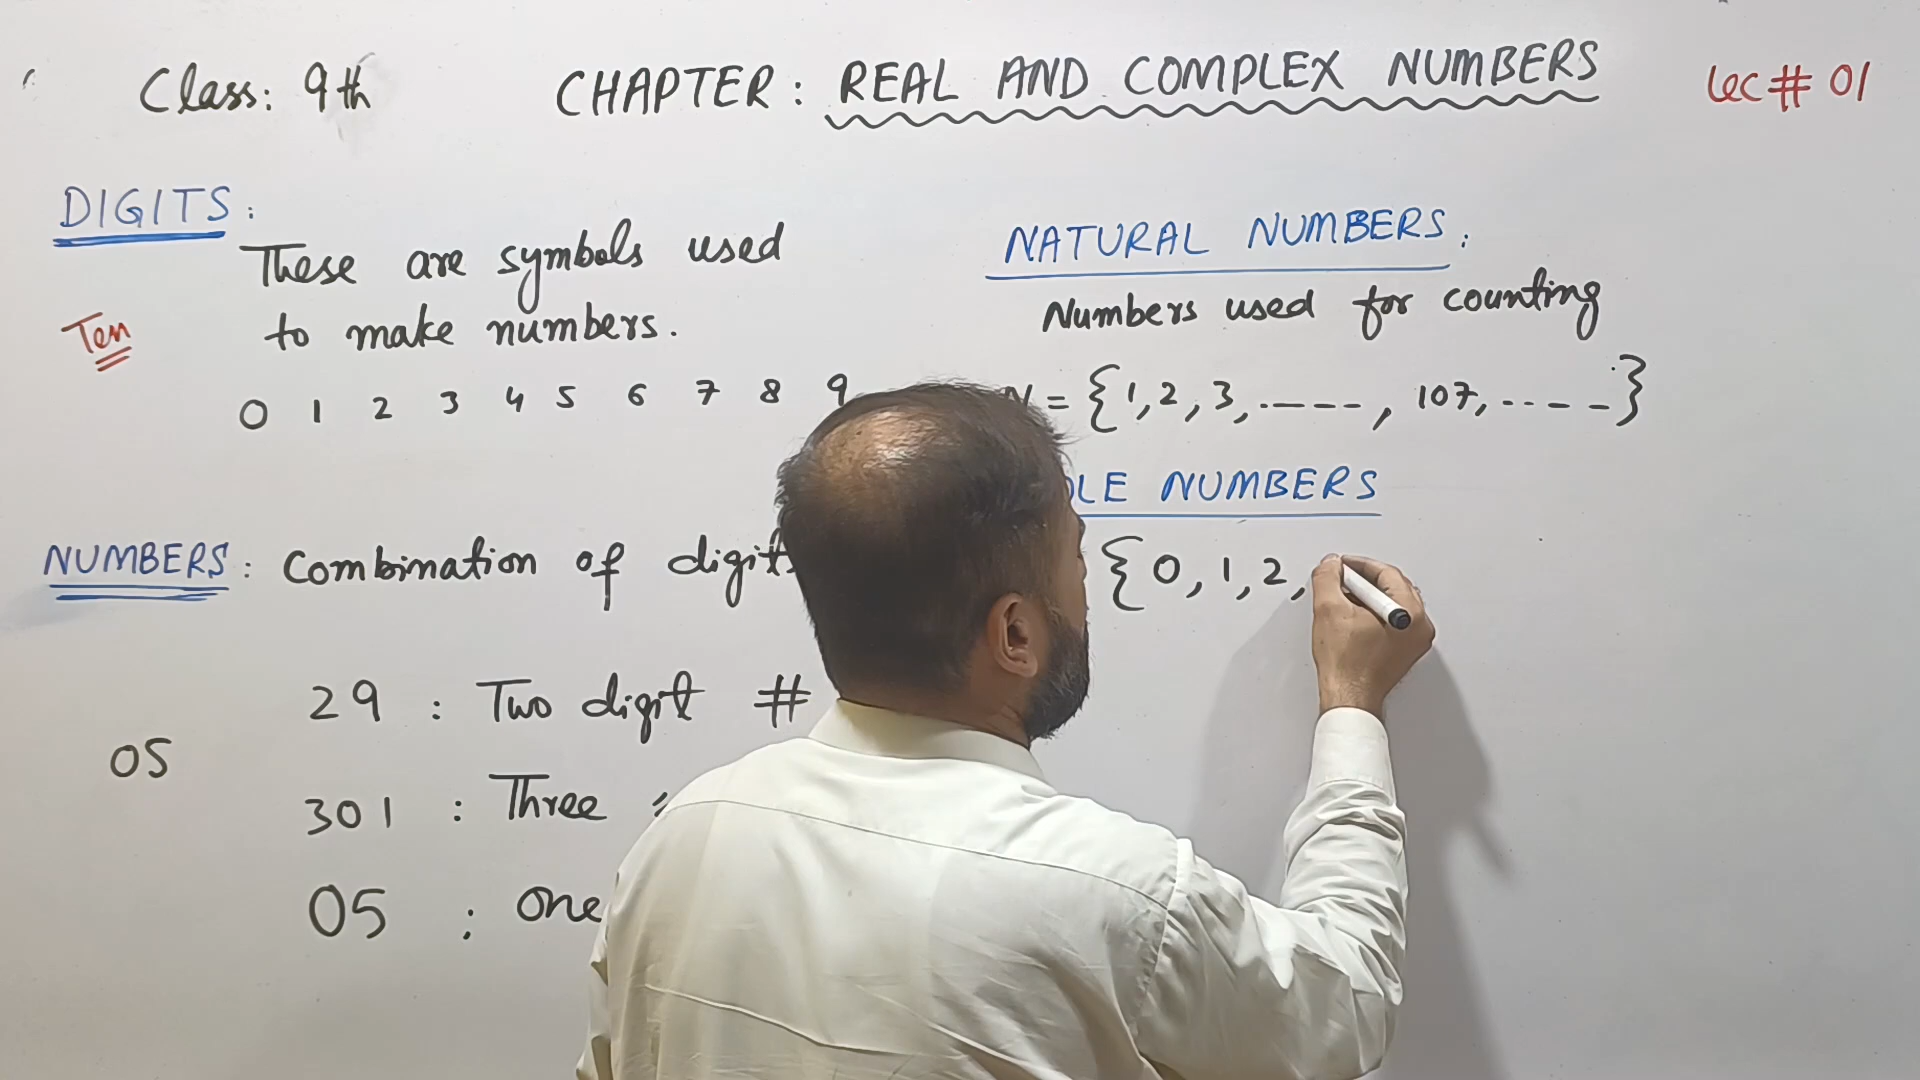 Class: 9th CHAPTER: REAL AND COMPLEX NUMBERS Lec # 01
DIGITS:
These are symbols used
to make numbers.
Ten
0 1 2 3 4 5 6 7 8 9
NUMBERS: Combination of digits
29 : Two digit #
05
301 : Three
05 : One
NATURAL NUMBERS:
Numbers used for counting
N = {1, 2, 3, .----, 107, .----}
OLE NUMBERS
{0, 1, 2,